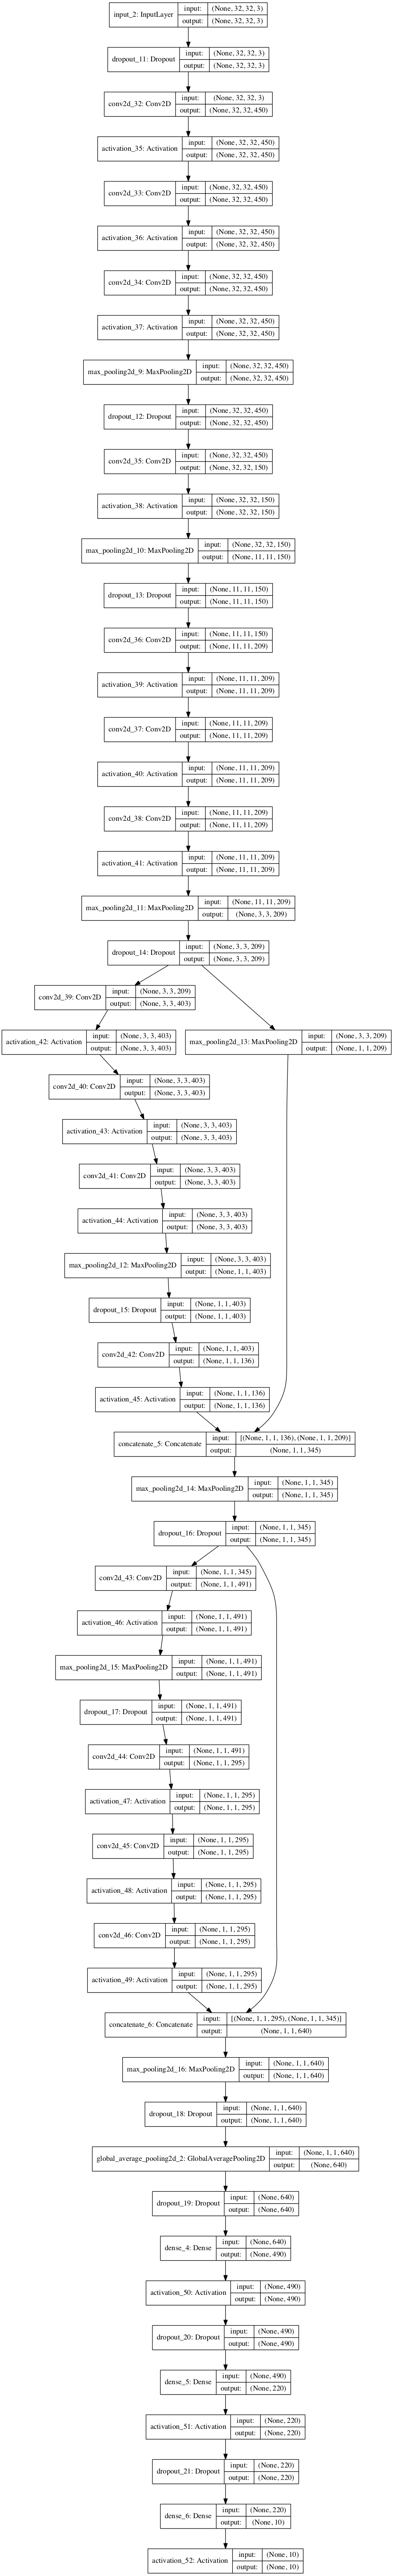 input_2: InputLayer input: (None, 32, 32, 3)
output: (None, 32, 32, 3)
dropout_11: Dropout input: (None, 32, 32, 3)
output: (None, 32, 32, 3)
conv2d_32: Conv2D input: (None, 32, 32, 3)
output: (None, 32, 32, 450)
activation_35: Activation input: (None, 32, 32, 450)
output: (None, 32, 32, 450)
conv2d_33: Conv2D input: (None, 32, 32, 450)
output: (None, 32, 32, 450)
activation_36: Activation input: (None, 32, 32, 450)
output: (None, 32, 32, 450)
conv2d_34: Conv2D input: (None, 32, 32, 450)
output: (None, 32, 32, 450)
activation_37: Activation input: (None, 32, 32, 450)
output: (None, 32, 32, 450)
max_pooling2d_9: MaxPooling2D input: (None, 32, 32, 450)
output: (None, 32, 32, 450)
dropout_12: Dropout input: (None, 32, 32, 450)
output: (None, 32, 32, 450)
conv2d_35: Conv2D input: (None, 32, 32, 450)
output: (None, 32, 32, 150)
activation_38: Activation input: (None, 32, 32, 150)
output: (None, 32, 32, 150)
max_pooling2d_10: MaxPooling2D input: (None, 32, 32, 150)
output: (None, 11, 11, 150)
dropout_13: Dropout input: (None, 11, 11, 150)
output: (None, 11, 11, 150)
conv2d_36: Conv2D input: (None, 11, 11, 150)
output: (None, 11, 11, 209)
activation_39: Activation input: (None, 11, 11, 209)
output: (None, 11, 11, 209)
conv2d_37: Conv2D input: (None, 11, 11, 209)
output: (None, 11, 11, 209)
activation_40: Activation input: (None, 11, 11, 209)
output: (None, 11, 11, 209)
conv2d_38: Conv2D input: (None, 11, 11, 209)
output: (None, 11, 11, 209)
activation_41: Activation input: (None, 11, 11, 209)
output: (None, 11, 11, 209)
max_pooling2d_11: MaxPooling2D input: (None, 11, 11, 209)
output: (None, 3, 3, 209)
dropout_14: Dropout input: (None, 3, 3, 209)
output: (None, 3, 3, 209)
conv2d_39: Conv2D input: (None, 3, 3, 209)
output: (None, 3, 3, 403)
activation_42: Activation input: (None, 3, 3, 403)
output: (None, 3, 3, 403)
max_pooling2d_13: MaxPooling2D input: (None, 3, 3, 209)
output: (None, 1, 1, 209)
conv2d_40: Conv2D input: (None, 3, 3, 403)
output: (None, 3, 3, 403)
activation_43: Activation input: (None, 3, 3, 403)
output: (None, 3, 3, 403)
conv2d_41: Conv2D input: (None, 3, 3, 403)
output: (None, 3, 3, 403)
activation_44: Activation input: (None, 3, 3, 403)
output: (None, 3, 3, 403)
max_pooling2d_12: MaxPooling2D input: (None, 3, 3, 403)
output: (None, 1, 1, 403)
dropout_15: Dropout input: (None, 1, 1, 403)
output: (None, 1, 1, 403)
conv2d_42: Conv2D input: (None, 1, 1, 403)
output: (None, 1, 1, 136)
activation_45: Activation input: (None, 1, 1, 136)
output: (None, 1, 1, 136)
concatenate_5: Concatenate input: [(None, 1, 1, 136), (None, 1, 1, 209)]
output: (None, 1, 1, 345)
max_pooling2d_14: MaxPooling2D input: (None, 1, 1, 345)
output: (None, 1, 1, 345)
dropout_16: Dropout input: (None, 1, 1, 345)
output: (None, 1, 1, 345)
conv2d_43: Conv2D input: (None, 1, 1, 345)
output: (None, 1, 1, 491)
activation_46: Activation input: (None, 1, 1, 491)
output: (None, 1, 1, 491)
max_pooling2d_15: MaxPooling2D input: (None, 1, 1, 491)
output: (None, 1, 1, 491)
dropout_17: Dropout input: (None, 1, 1, 491)
output: (None, 1, 1, 491)
conv2d_44: Conv2D input: (None, 1, 1, 491)
output: (None, 1, 1, 295)
activation_47: Activation input: (None, 1, 1, 295)
output: (None, 1, 1, 295)
conv2d_45: Conv2D input: (None, 1, 1, 295)
output: (None, 1, 1, 295)
activation_48: Activation input: (None, 1, 1, 295)
output: (None, 1, 1, 295)
conv2d_46: Conv2D input: (None, 1, 1, 295)
output: (None, 1, 1, 295)
activation_49: Activation input: (None, 1, 1, 295)
output: (None, 1, 1, 295)
concatenate_6: Concatenate input: [(None, 1, 1, 295), (None, 1, 1, 345)]
output: (None, 1, 1, 640)
max_pooling2d_16: MaxPooling2D input: (None, 1, 1, 640)
output: (None, 1, 1, 640)
dropout_18: Dropout input: (None, 1, 1, 640)
output: (None, 1, 1, 640)
global_average_pooling2d_2: GlobalAveragePooling2D input: (None, 1, 1, 640)
output: (None, 640)
dropout_19: Dropout input: (None, 640)
output: (None, 640)
dense_4: Dense input: (None, 640)
output: (None, 490)
activation_50: Activation input: (None, 490)
output: (None, 490)
dropout_20: Dropout input: (None, 490)
output: (None, 490)
dense_5: Dense input: (None, 490)
output: (None, 220)
activation_51: Activation input: (None, 220)
output: (None, 220)
dropout_21: Dropout input: (None, 220)
output: (None, 220)
dense_6: Dense input: (None, 220)
output: (None, 10)
activation_52: Activation input: (None, 10)
output: (None, 10)